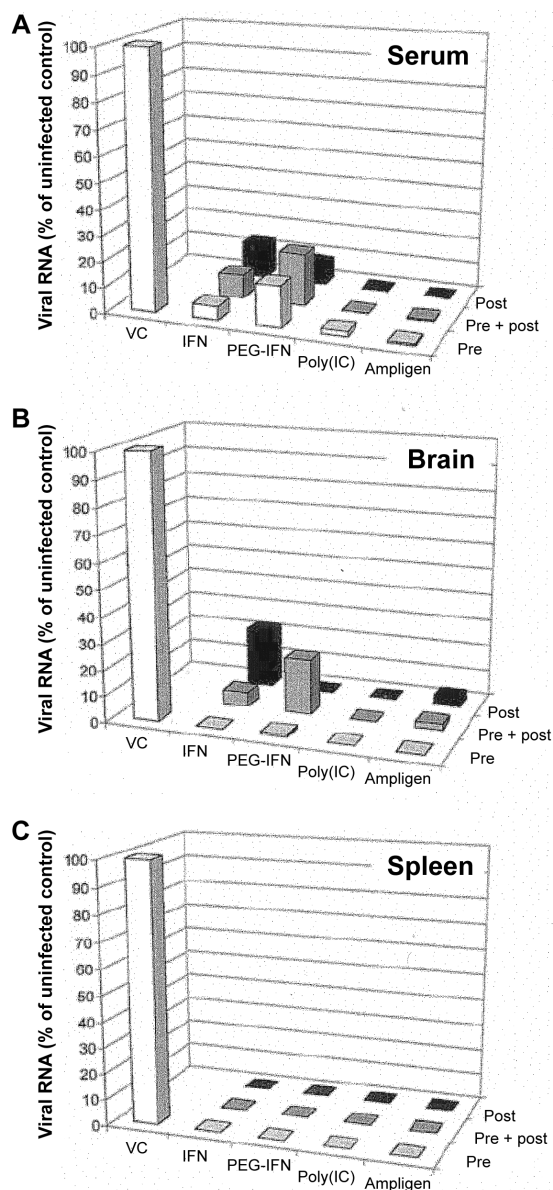 A
Serum
Viral RNA (% of uninfected control)
100
90
80
70
60
50
40
30
20
10
0
VC
IFN
PEG-IFN
Poly(IC)
Ampligen
Post
Pre + post
Pre
B
Brain
Viral RNA (% of uninfected control)
100
90
80
70
60
50
40
30
20
10
0
VC
IFN
PEG-IFN
Poly(IC)
Ampligen
Post
Pre + post
Pre
C
Spleen
Viral RNA (% of uninfected control)
100
90
80
70
60
50
40
30
20
10
0
VC
IFN
PEG-IFN
Poly(IC)
Ampligen
Post
Pre + post
Pre